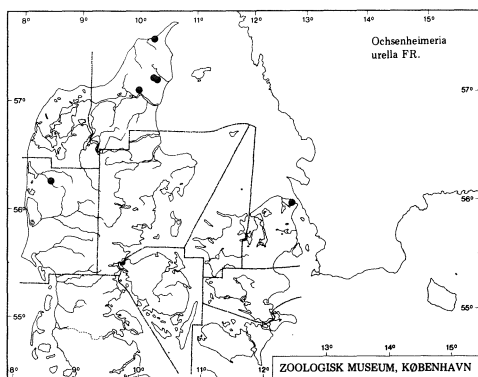 8° 9° 10° 11° 12° 13° 14° 15°
Ochsenheimeria
urella FR.
57° 57°
56° 56°
55° 55°
8° 9° 10° 11° 12° 13° 14° 15°
ZOOLOGISK MUSEUM, KØBENHAVN